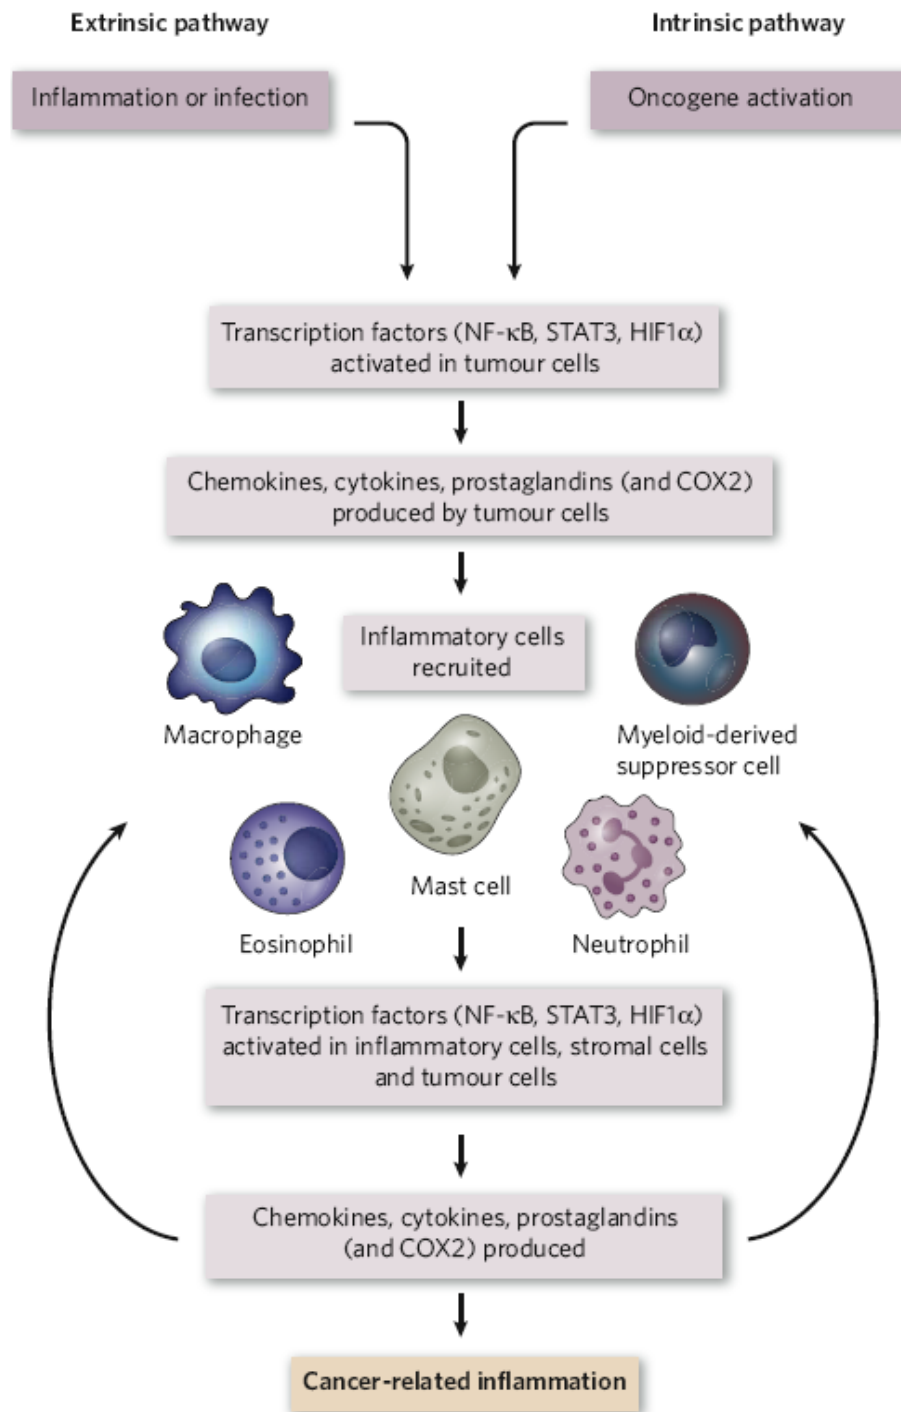 Extrinsic pathway
Intrinsic pathway
Inflammation or infection
Oncogene activation
Transcription factors (NF-κB, STAT3, HIF1α)
activated in tumour cells
Chemokines, cytokines, prostaglandins (and COX2)
produced by tumour cells
Inflammatory cells
recruited
Macrophage
Myeloid-derived
suppressor cell
Mast cell
Eosinophil
Neutrophil
Transcription factors (NF-κB, STAT3, HIF1α)
activated in inflammatory cells, stromal cells
and tumour cells
Chemokines, cytokines, prostaglandins
(and COX2) produced
Cancer-related inflammation